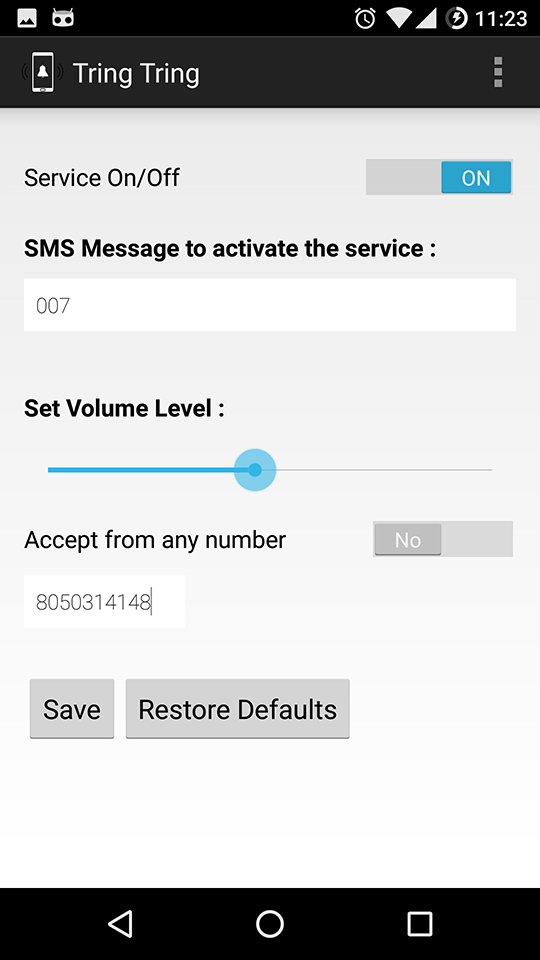 11:23
Tring Tring
Service On/Off
ON
SMS Message to activate the service :
007
Set Volume Level :
Accept from any number
No
8050314148
Save
Restore Defaults